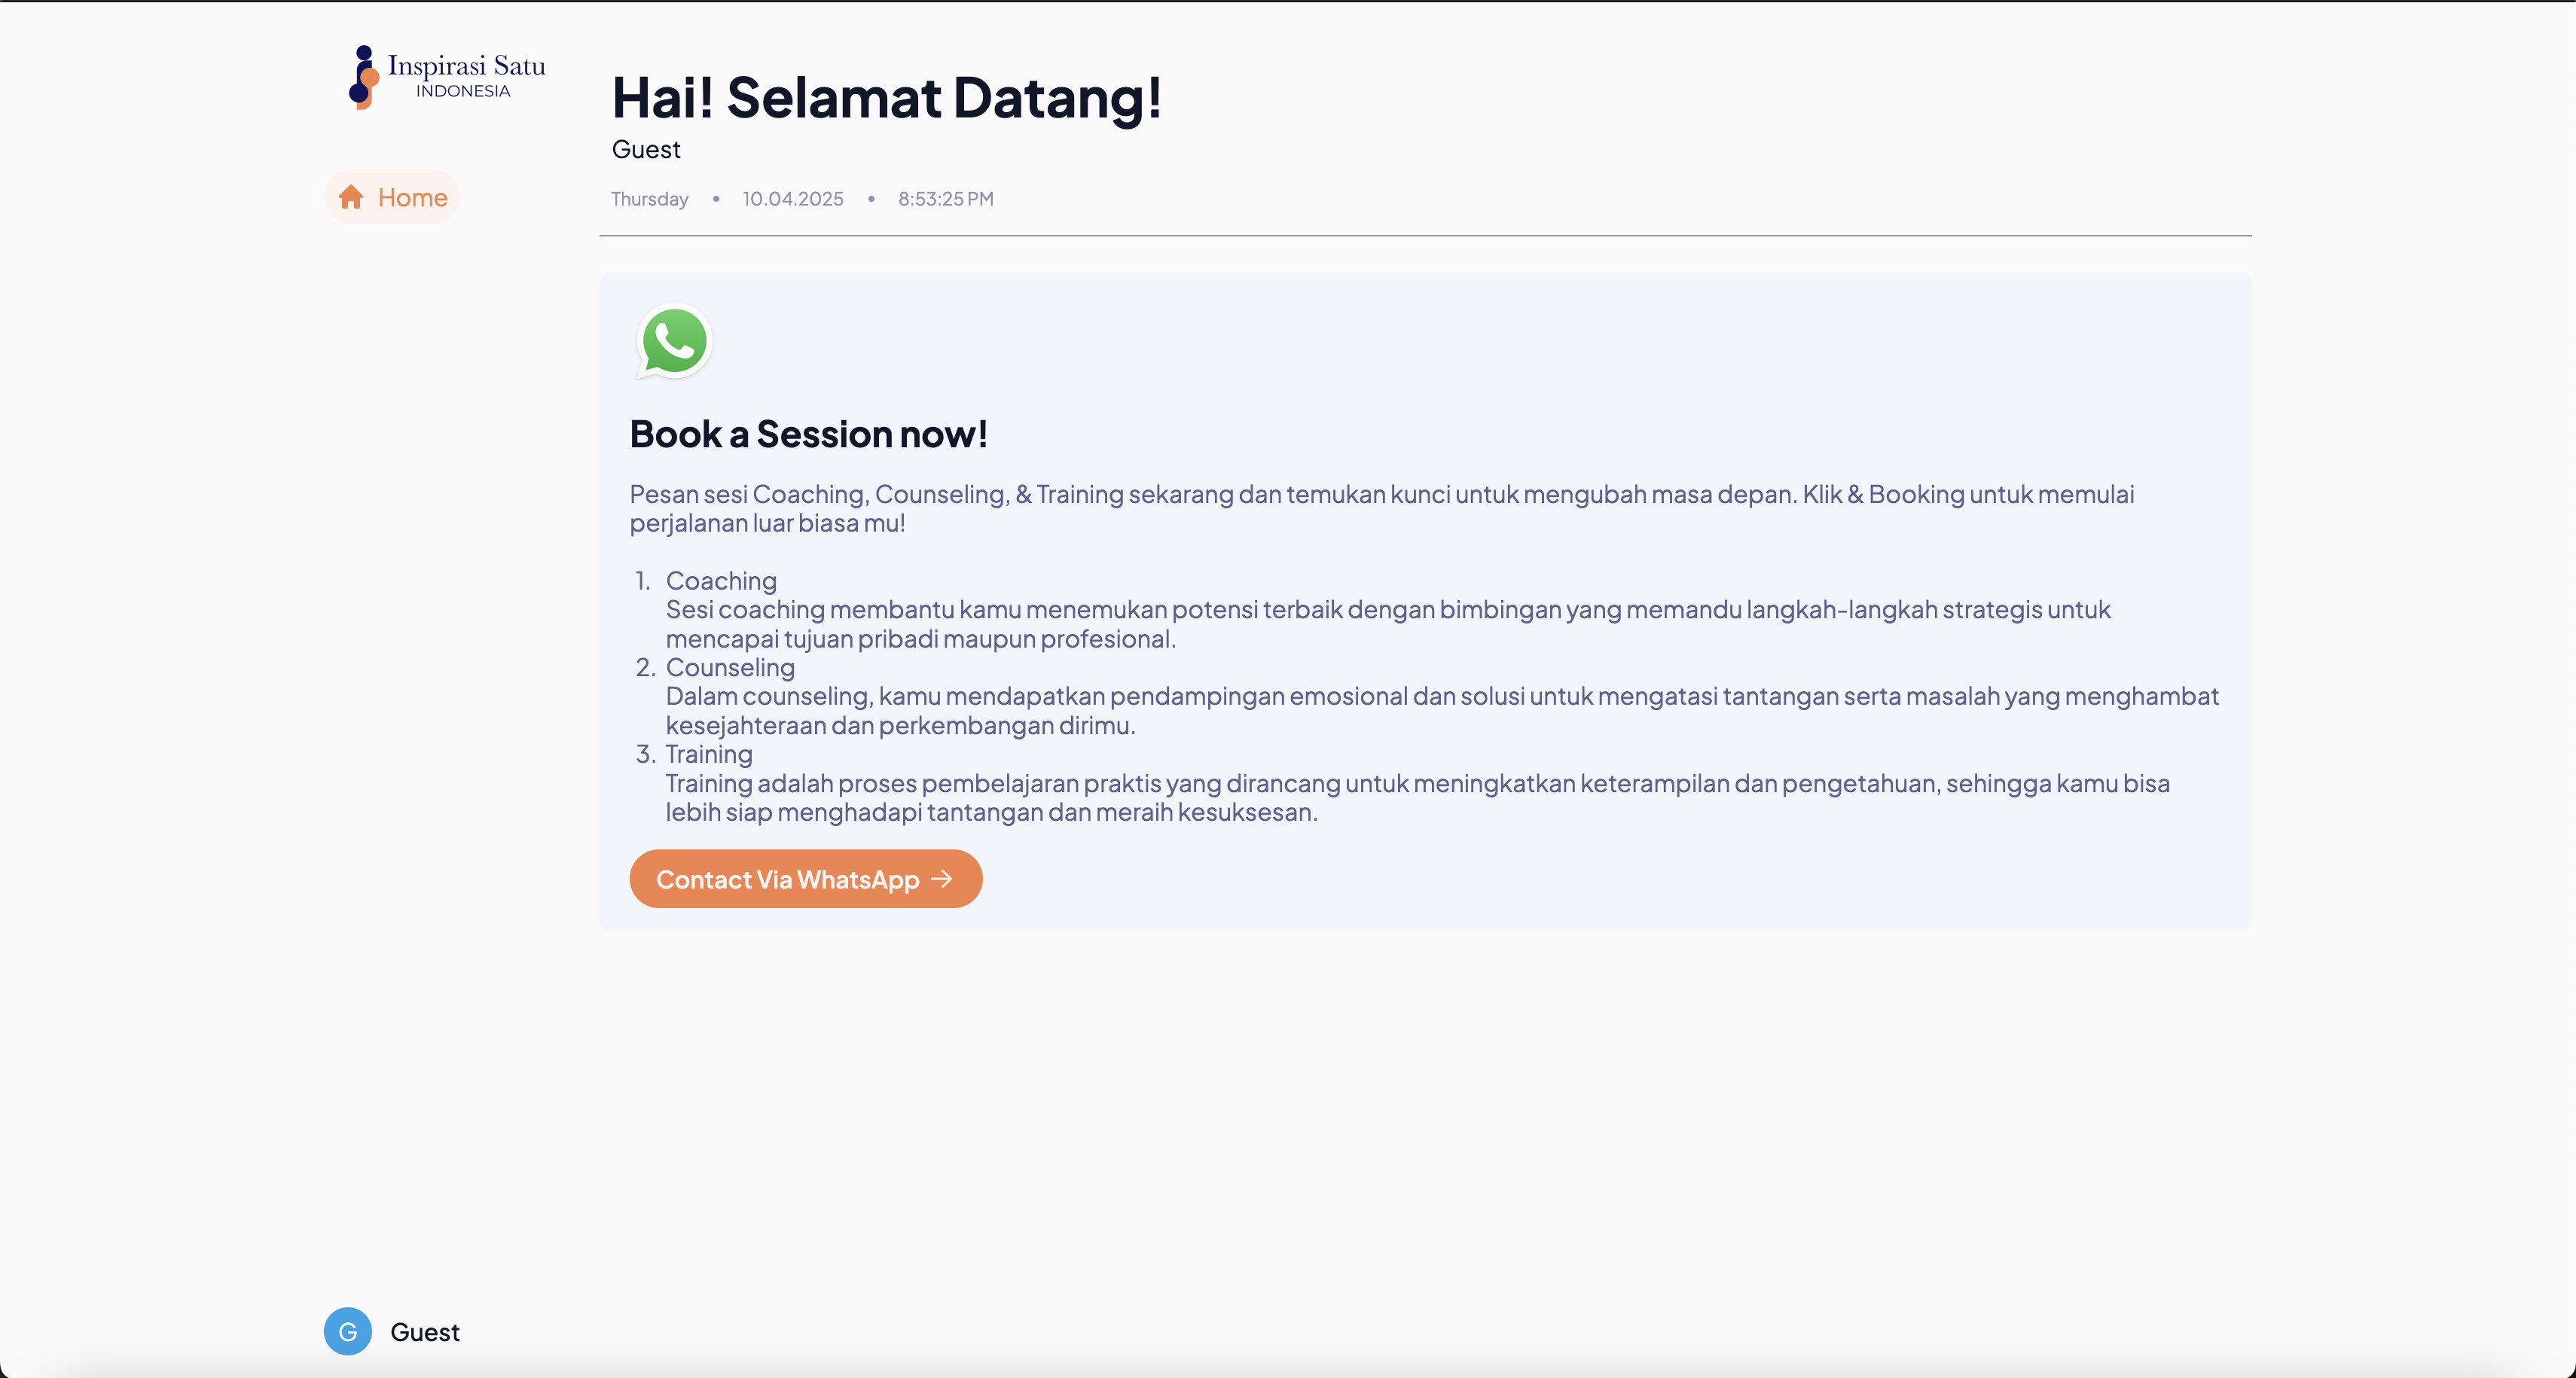 Inspirasi Satu
INDONESIA
Home
Hai! Selamat Datang!
Guest
Thursday • 10.04.2025 • 8:53:25 PM
Book a Session now!
Pesan sesi Coaching, Counseling, & Training sekarang dan temukan kunci untuk mengubah masa depan. Klik & Booking untuk memulai
perjalanan luar biasa mu!
1. Coaching
Sesi coaching membantu kamu menemukan potensi terbaik dengan bimbingan yang memandu langkah-langkah strategis untuk
mencapai tujuan pribadi maupun profesional.
2. Counseling
Dalam counseling, kamu mendapatkan pendampingan emosional dan solusi untuk mengatasi tantangan serta masalah yang menghambat
kesejahteraan dan perkembangan dirimu.
3. Training
Training adalah proses pembelajaran praktis yang dirancang untuk meningkatkan keterampilan dan pengetahuan, sehingga kamu bisa
lebih siap menghadapi tantangan dan meraih kesuksesan.
Contact Via WhatsApp →
G Guest